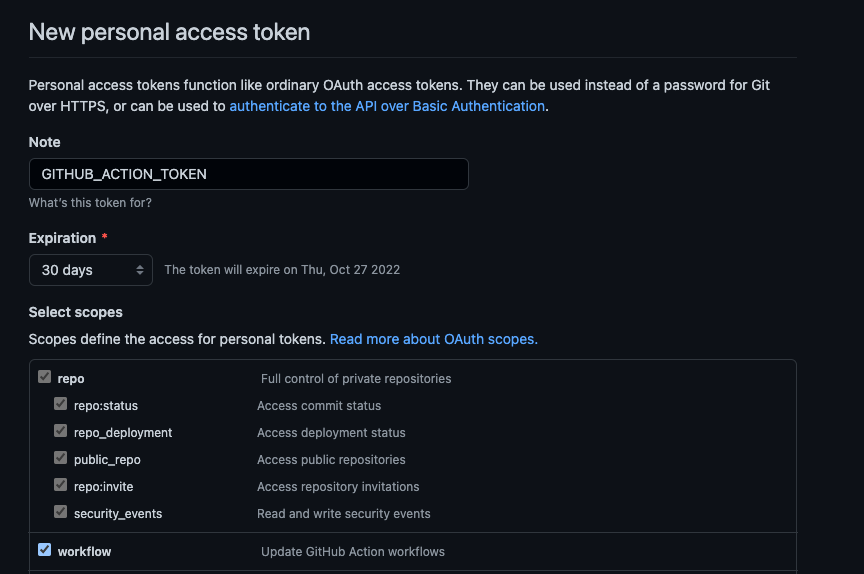 New personal access token
Personal access tokens function like ordinary OAuth access tokens. They can be used instead of a password for Git
over HTTPS, or can be used to authenticate to the API over Basic Authentication.
Note
GITHUB_ACTION_TOKEN
What's this token for?
Expiration *
30 days The token will expire on Thu, Oct 27 2022
Select scopes
Scopes define the access for personal tokens. Read more about OAuth scopes.
repo Full control of private repositories
repo:status Access commit status
repo_deployment Access deployment status
public_repo Access public repositories
repo:invite Access repository invitations
security_events Read and write security events
workflow Update GitHub Action workflows